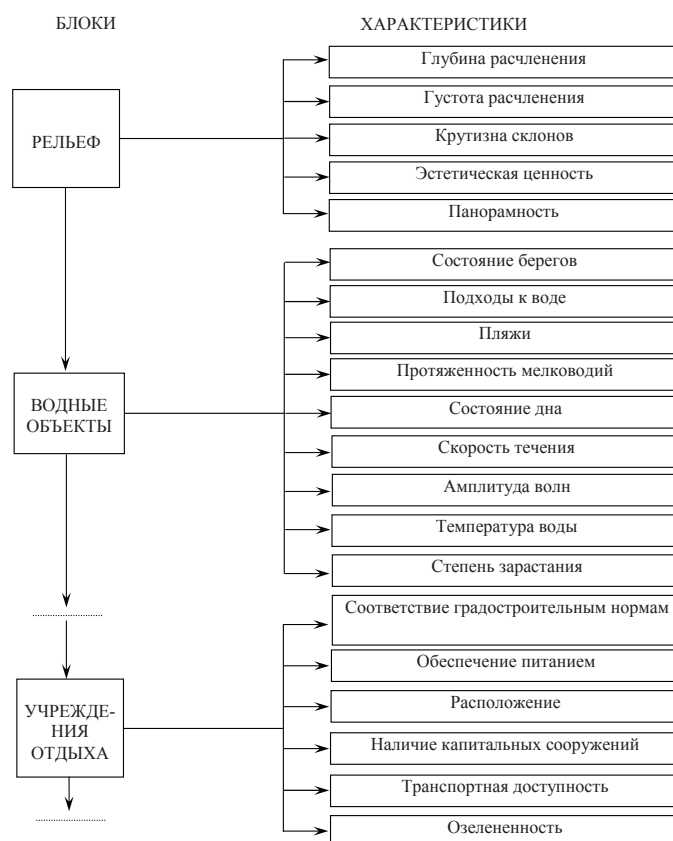 БЛОКИ
ХАРАКТЕРИСТИКИ
РЕЛЬЕФ
Глубина расчленения
Густота расчленения
Крутизна склонов
Эстетическая ценность
Панорамность
ВОДНЫЕ
ОБЪЕКТЫ
Состояние берегов
Подходы к воде
Пляжи
Протяженность мелководий
Состояние дна
Скорость течения
Амплитуда волн
Температура воды
Степень зарастания
УЧРЕЖДЕ-
НИЯ
ОТДЫХА
Соответствие градостроительным нормам
Обеспечение питанием
Расположение
Наличие капитальных сооружений
Транспортная доступность
Озелененность